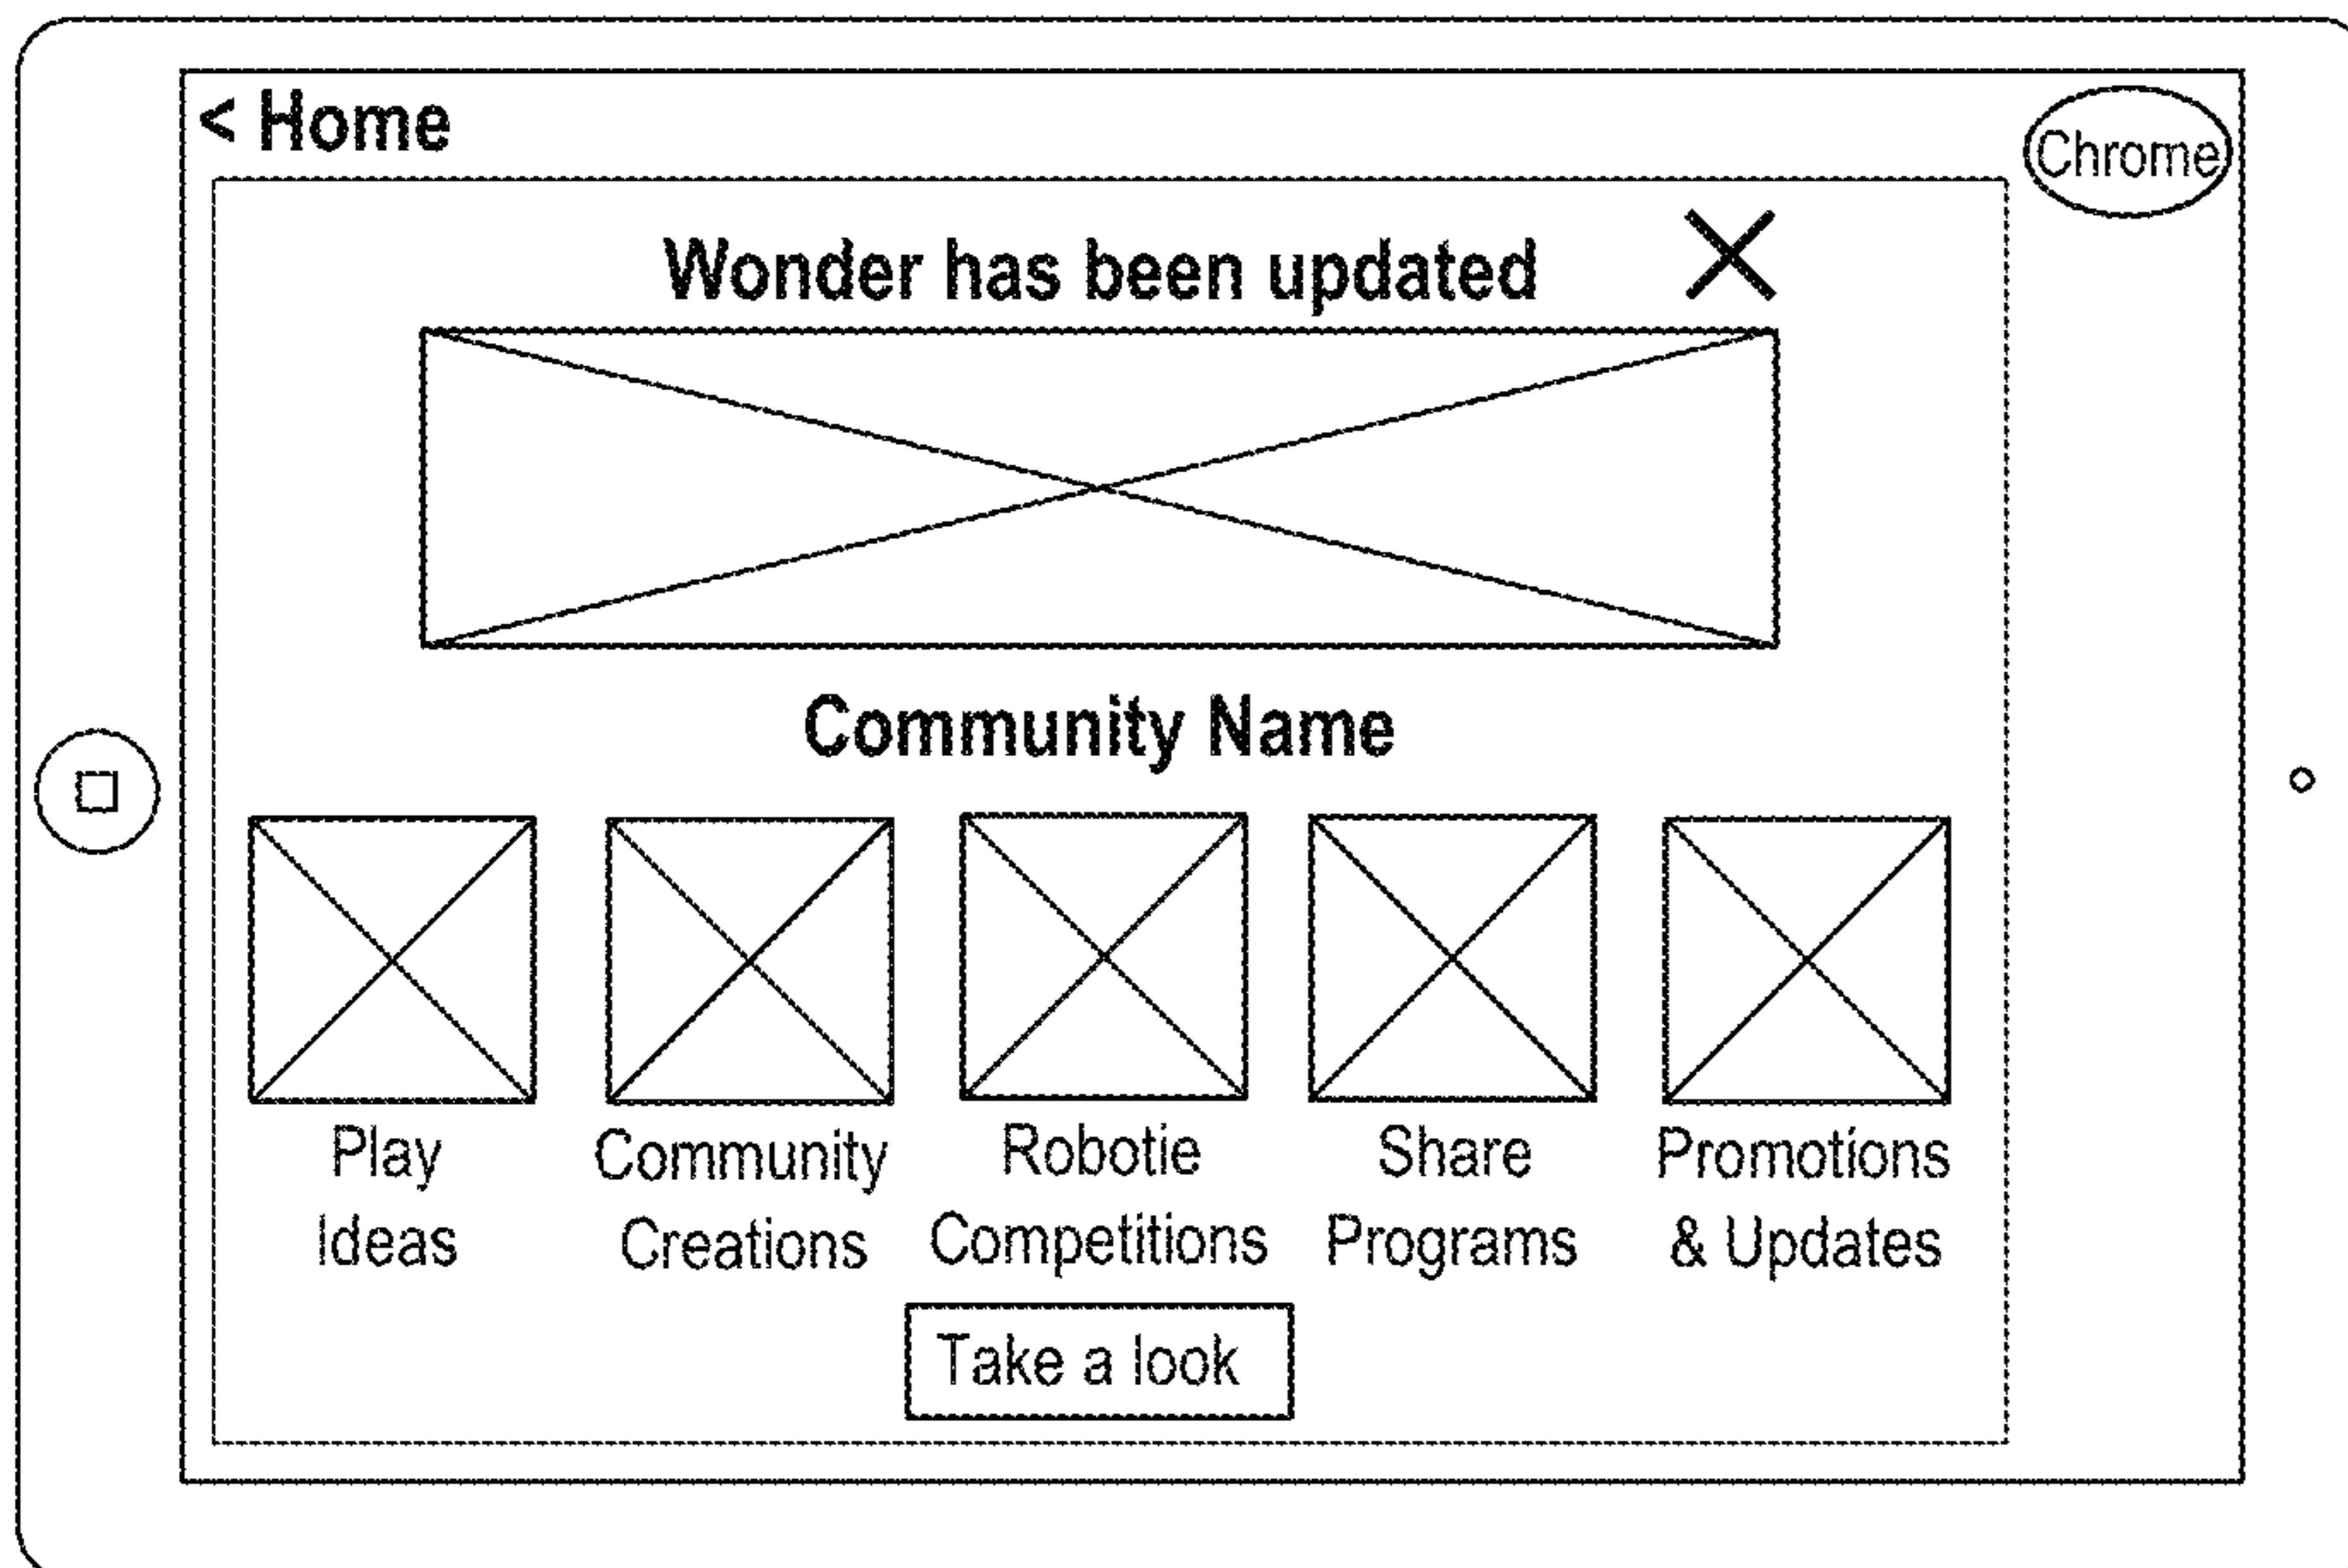 < Home
Chrome
Wonder has been updated
Community Name
Play
Ideas
Community
Creations
Robotie
Competitions
Share
Programs
Promotions
& Updates
Take a look